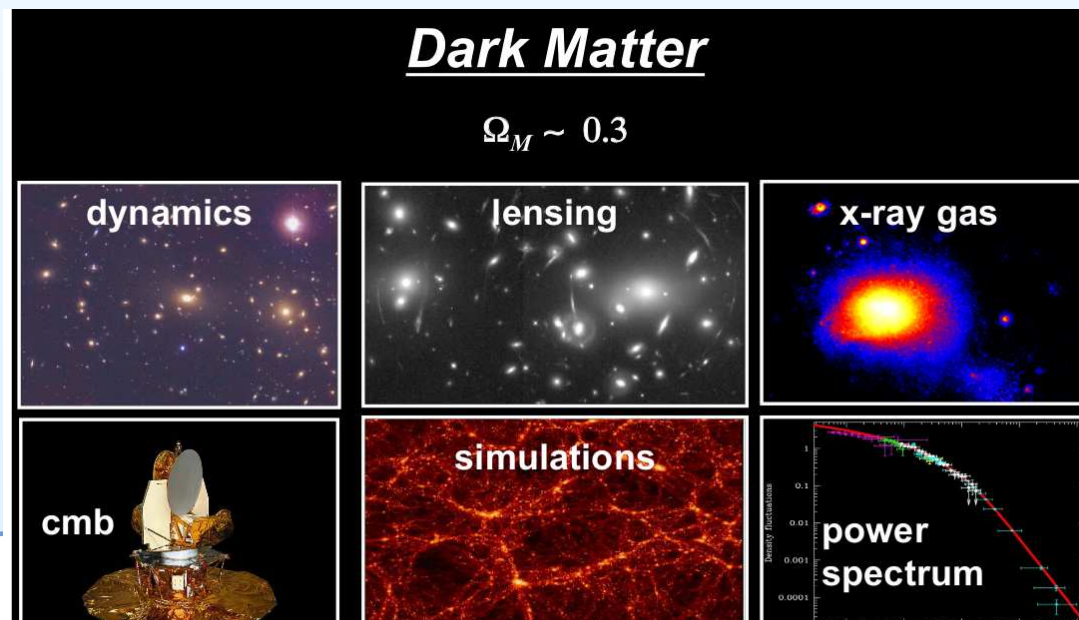 Dark Matter
Ω_M ~ 0.3
dynamics
lensing
x-ray gas
cmb
simulations
Density fluctuations
1
0.1
0.01
0.001
0.0001
power
spectrum